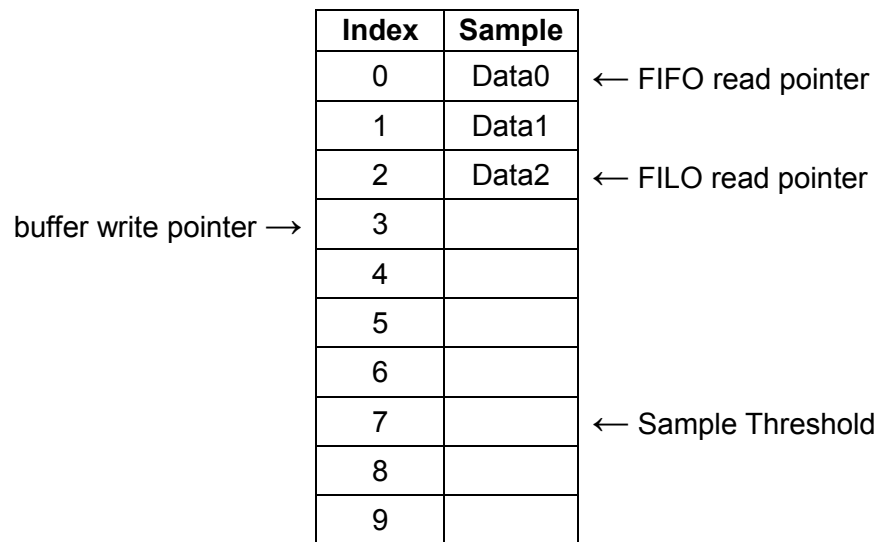 Index Sample
0 Data0 ← FIFO read pointer
1 Data1
2 Data2 ← FILO read pointer
buffer write pointer → 3
4
5
6
7 ← Sample Threshold
8
9